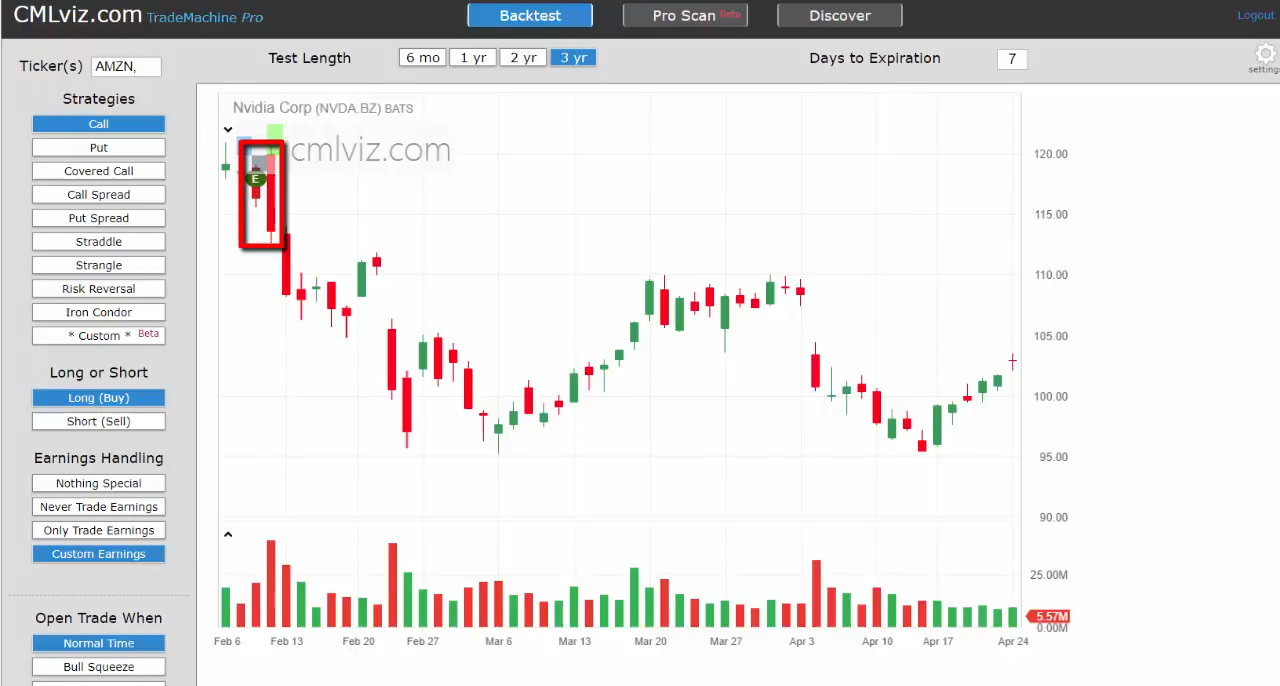 CMLviz.com TradeMachine Pro
Backtest
Pro Scan Beta
Discover
Logout
Ticker(s) AMZN,
Test Length
6 mo
1 yr
2 yr
3 yr
Days to Expiration
7
settings
Strategies
Call
Put
Covered Call
Call Spread
Put Spread
Straddle
Strangle
Risk Reversal
Iron Condor
* Custom * Beta
Long or Short
Long (Buy)
Short (Sell)
Earnings Handling
Nothing Special
Never Trade Earnings
Only Trade Earnings
Custom Earnings
Open Trade When
Normal Time
Bull Squeeze
Nvidia Corp (NVDA.BZ) BATS
cmlviz.com
E
120.00
115.00
110.00
105.00
100.00
95.00
90.00
25.00M
5.57M
0.00M
Feb 6
Feb 13
Feb 20
Feb 27
Mar 6
Mar 13
Mar 20
Mar 27
Apr 3
Apr 10
Apr 17
Apr 24